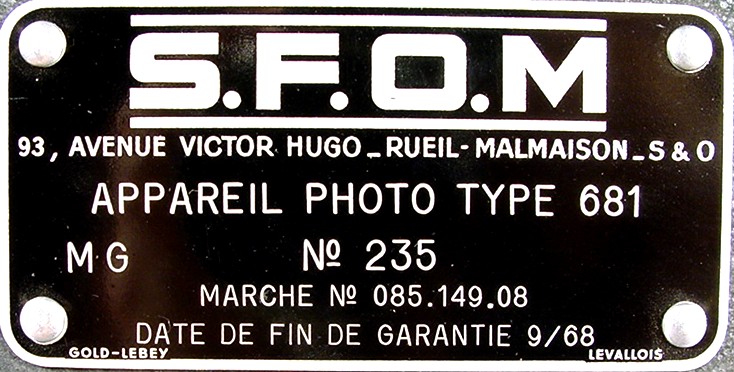 S.F.O.M
93, AVENUE VICTOR HUGO_RUEIL-MALMAISON_S & O
APPAREIL PHOTO TYPE 681
MG Nº 235
MARCHE Nº 085.149.08
DATE DE FIN DE GARANTIE 9/68
GOLD-LEBEY LEVALLOIS